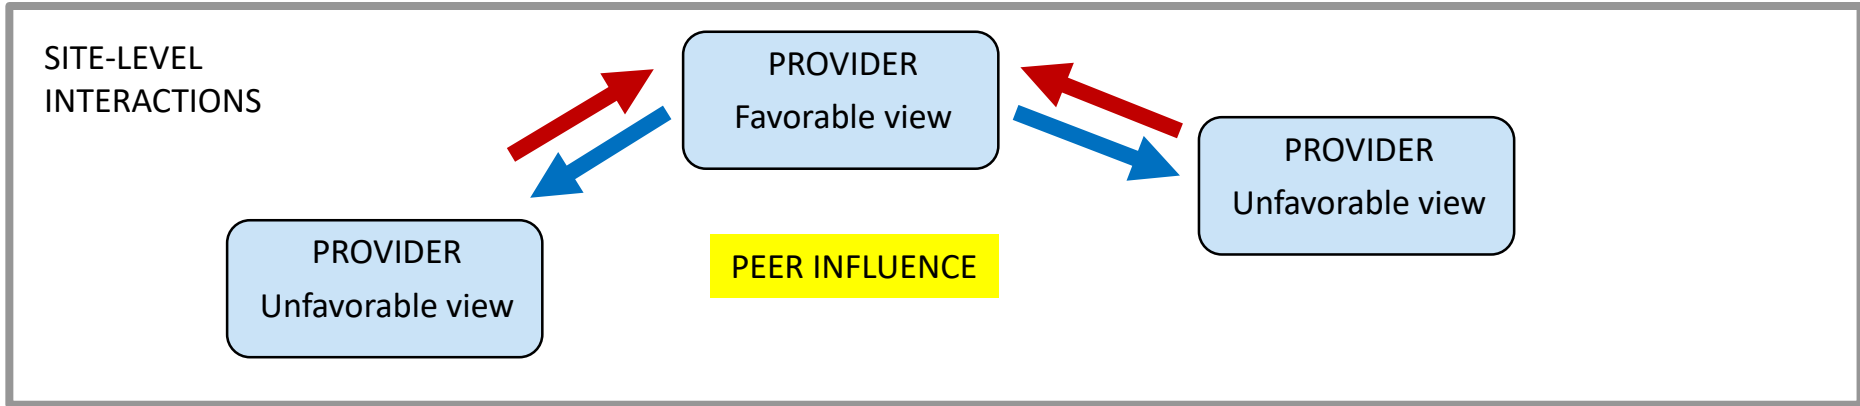 SITE-LEVEL
INTERACTIONS
PROVIDER
Favorable view
PROVIDER
Unfavorable view
PROVIDER
Unfavorable view
PEER INFLUENCE